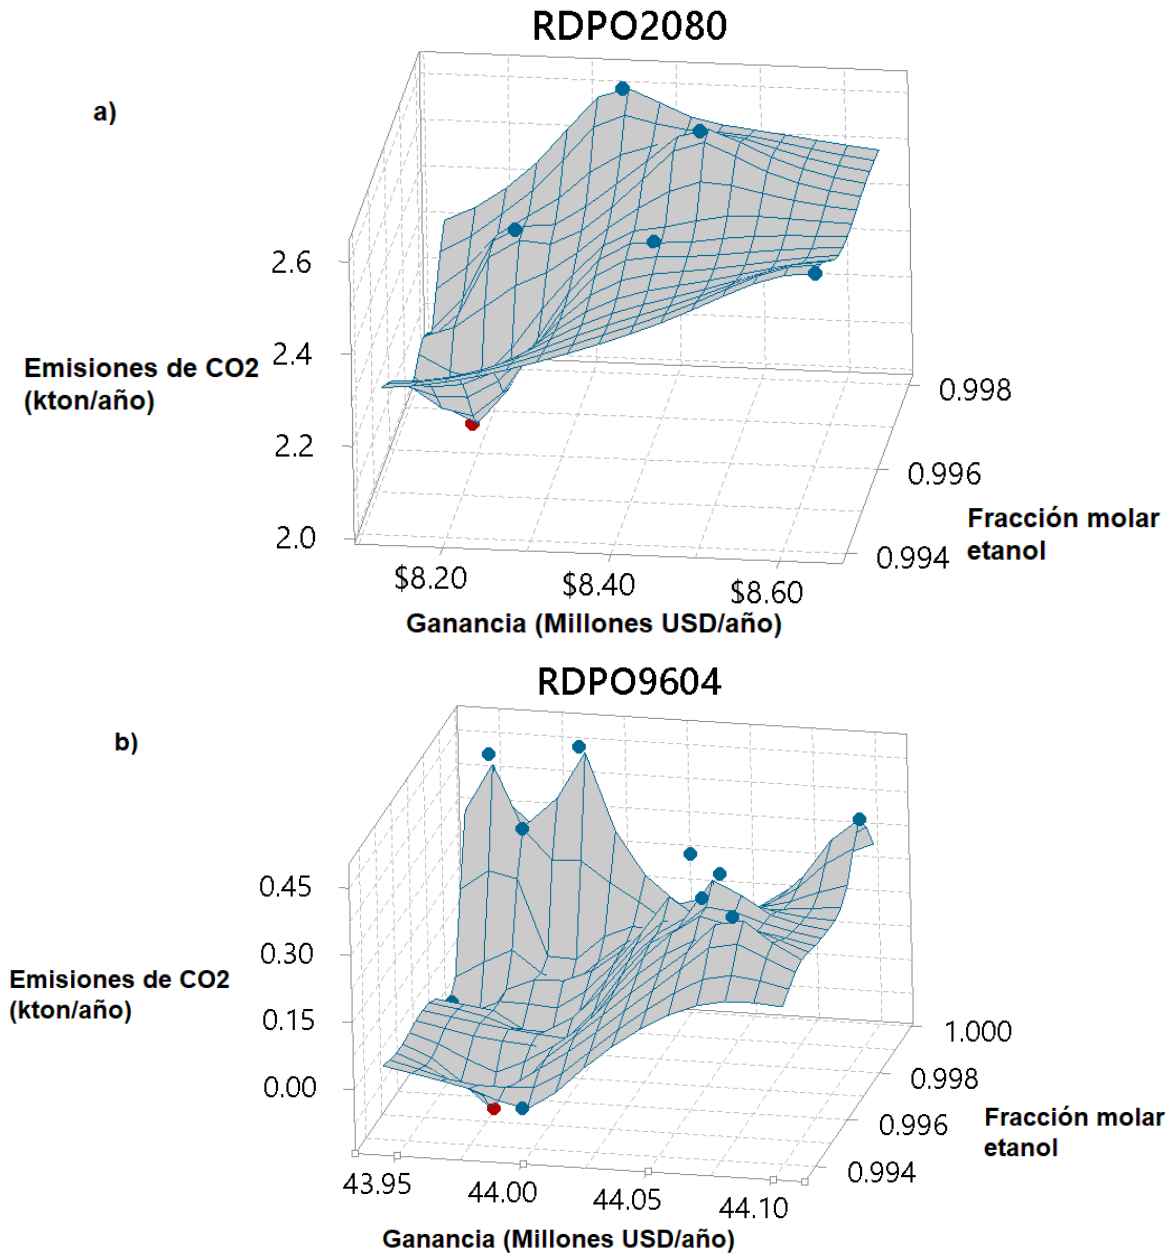 RDPO2080
a)
2.6
2.4
2.2
2.0
Emisiones de CO2
(kton/año)
0.998
0.996
0.994
Fracción molar
etanol
$8.20
$8.40
$8.60
Ganancia (Millones USD/año)
RDPO9604
b)
0.45
0.30
0.15
0.00
Emisiones de CO2
(kton/año)
1.000
0.998
0.996
0.994
Fracción molar
etanol
43.95
44.00
44.05
44.10
Ganancia (Millones USD/año)